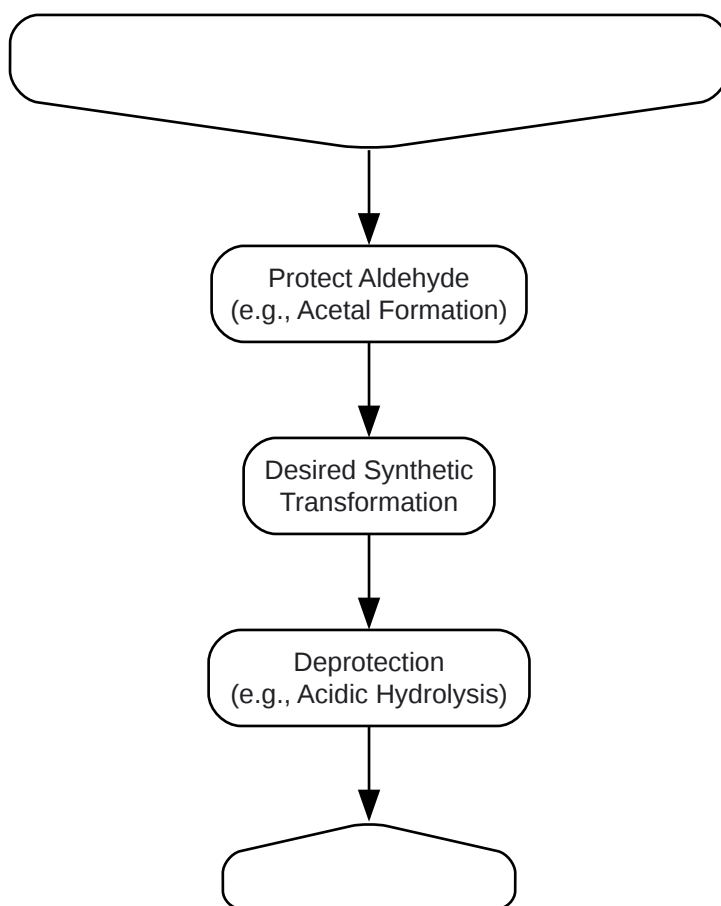 Protect Aldehyde
(e.g., Acetal Formation)
Desired Synthetic
Transformation
Deprotection
(e.g., Acidic Hydrolysis)